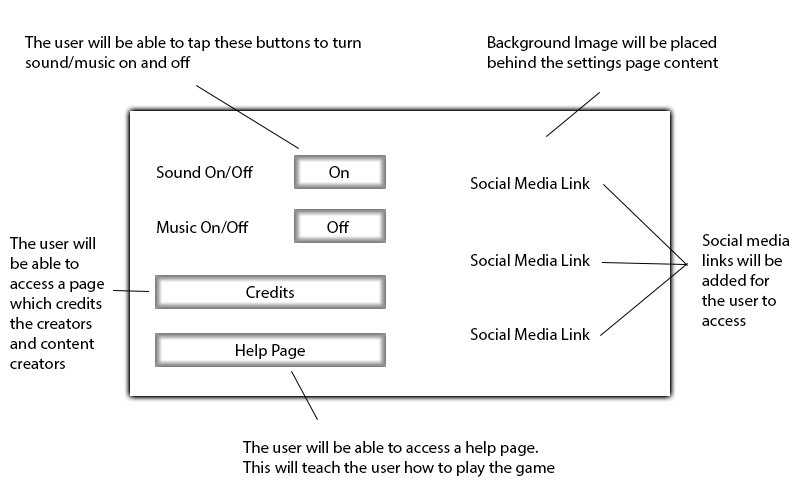 The user will be able to tap these buttons to turn
sound/music on and off
Background Image will be placed
behind the settings page content
Sound On/Off
On
Social Media Link
Music On/Off
Off
The user will
be able to
access a page
which credits
the creators
and content
creators
Social Media Link
Social media
links will be
added for
the user to
access
Credits
Social Media Link
Help Page
The user will be able to access a help page.
This will teach the user how to play the game